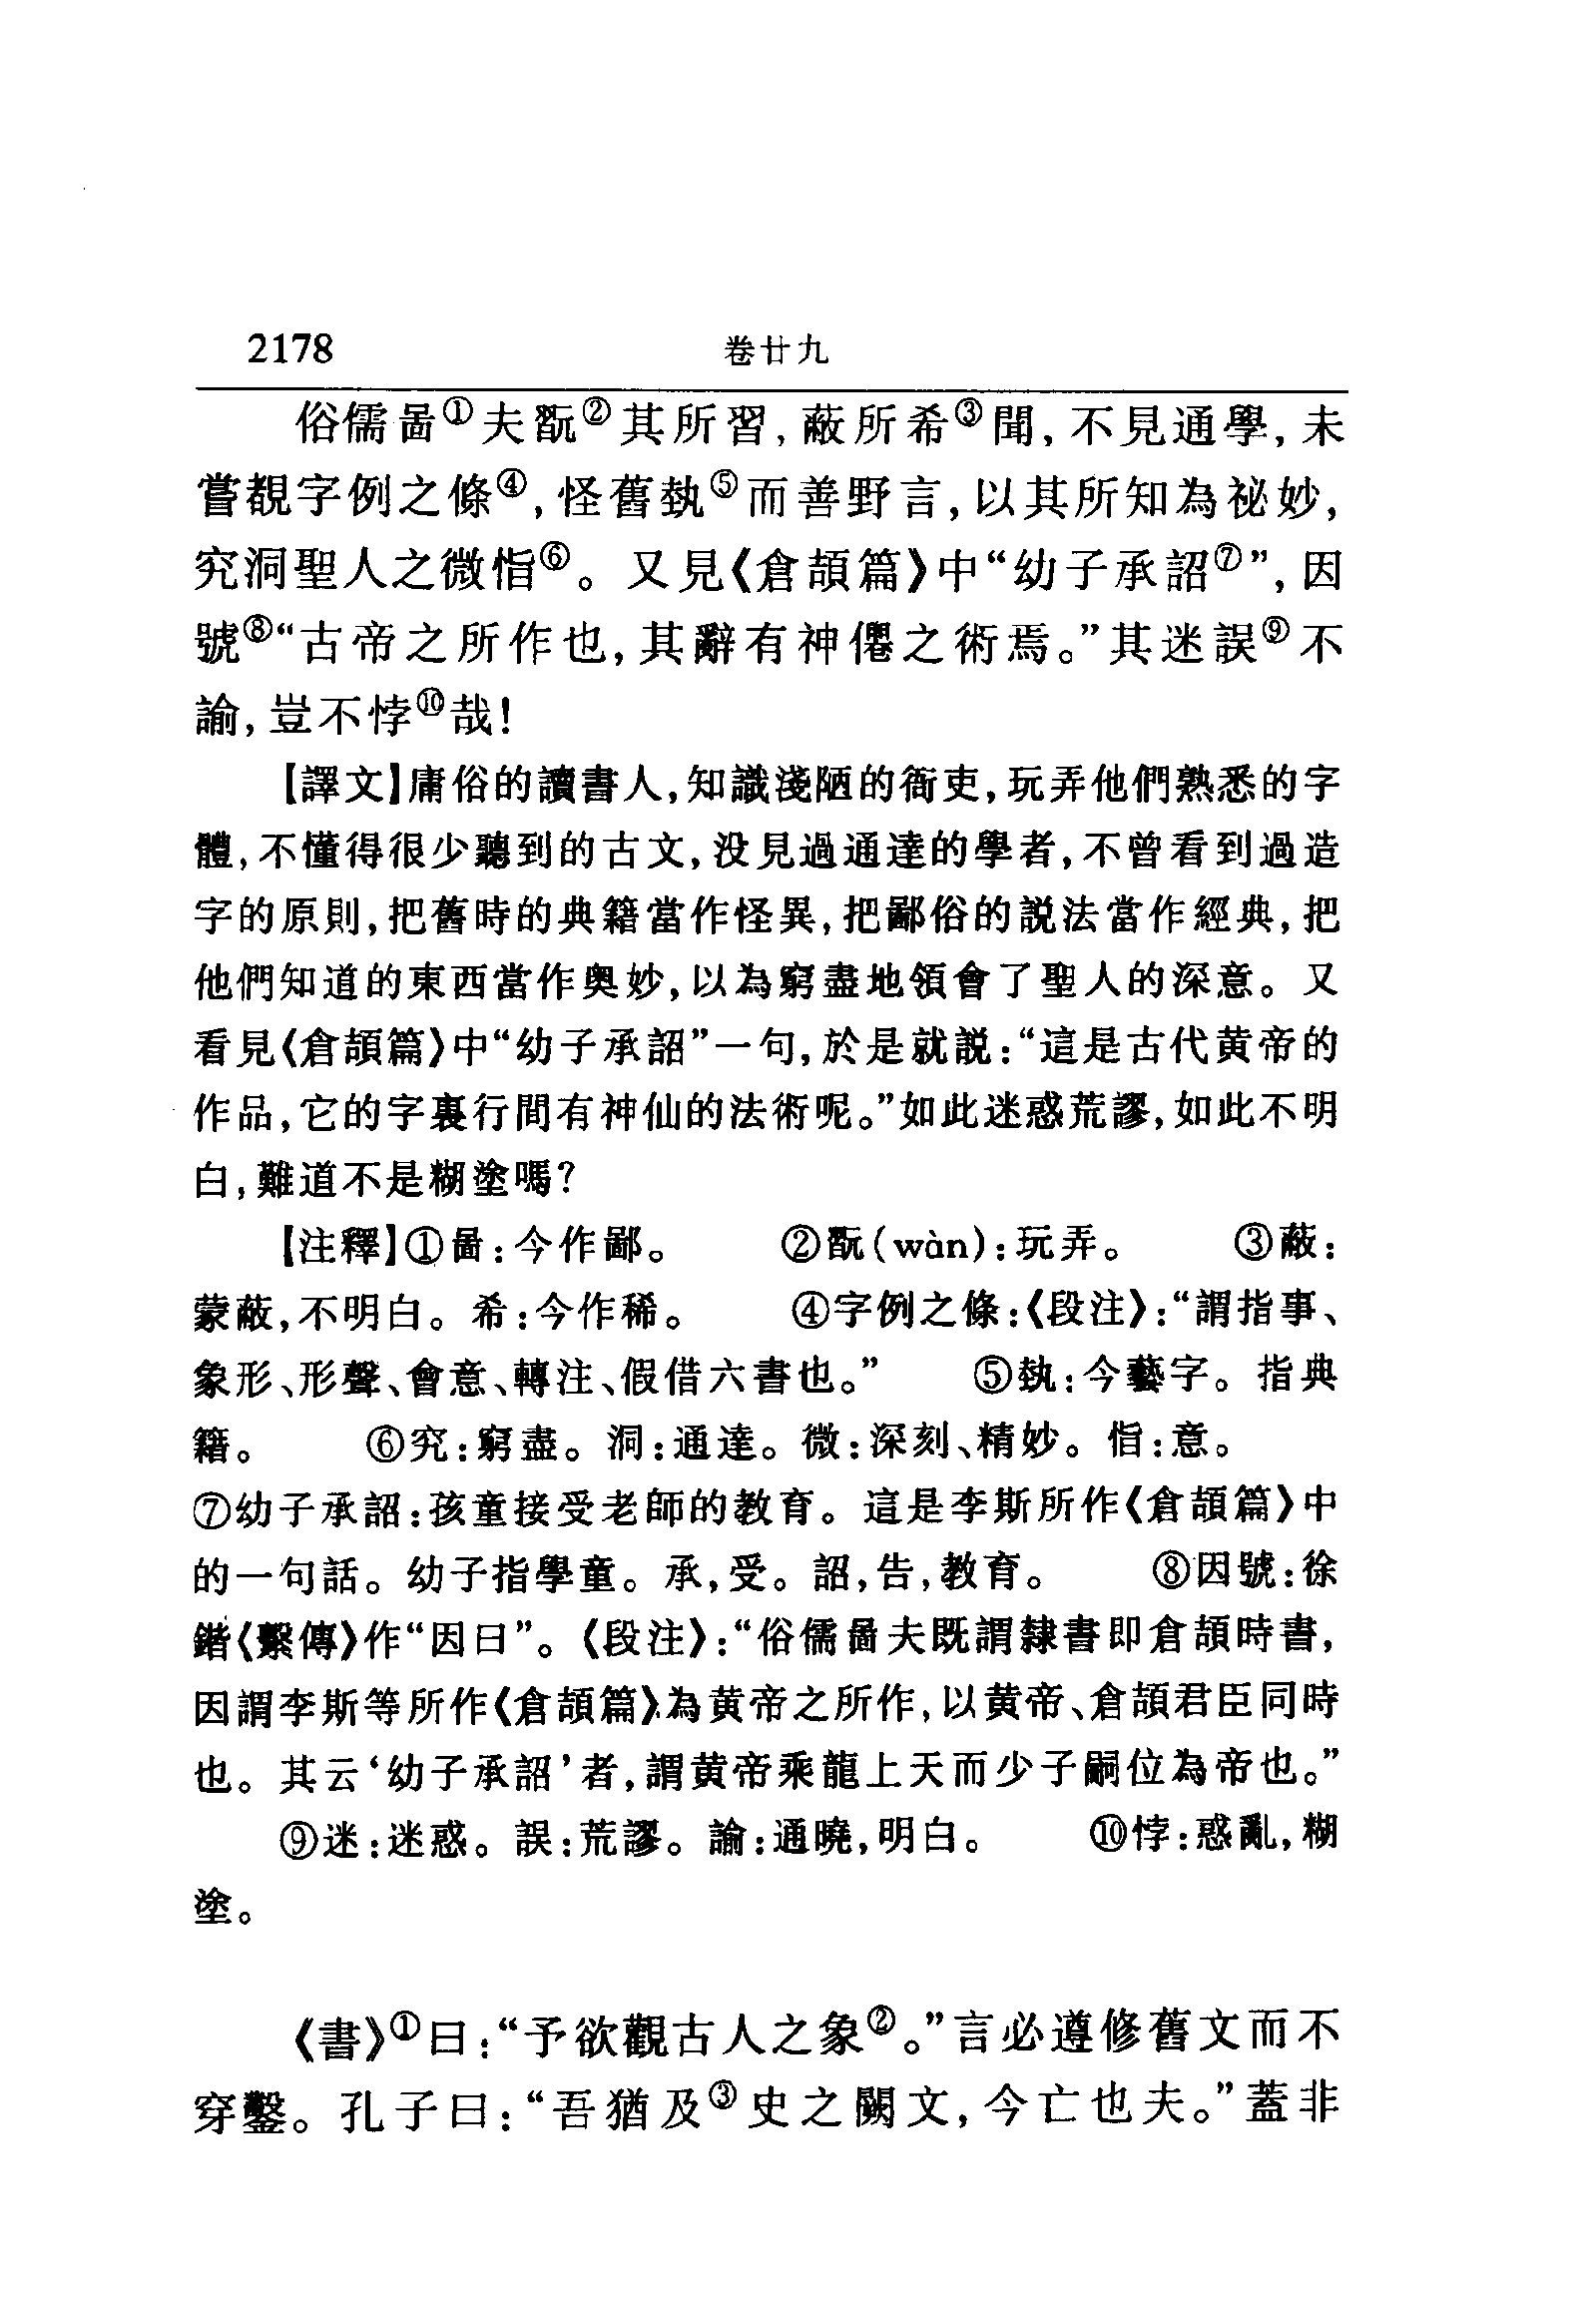 2178 卷廿九
俗儒啚①夫翫②其所習,蔽所希③聞,不見通學,未
嘗覩字例之條④,怪舊埶⑤而善野言,以其所知為祕妙,
究洞聖人之微恉⑥。又見《倉頡篇》中“幼子承詔⑦”,因
號⑧“古帝之所作也,其辭有神僊之術焉。”其迷誤⑨不
諭,豈不悖⑩哉!
【譯文】庸俗的讀書人,知識淺陋的衙吏,玩弄他們熟悉的字
體,不懂得很少聽到的古文,没見過通達的學者,不曾看到過造
字的原則,把舊時的典籍當作怪異,把鄙俗的説法當作經典,把
他們知道的東西當作奥妙,以為窮盡地領會了聖人的深意。又
看見《倉頡篇》中“幼子承詔”一句,於是就説:“這是古代黄帝的
作品,它的字裏行間有神仙的法術呢。”如此迷惑荒謬,如此不明
白,難道不是糊塗嗎?
【注釋】①啚:今作鄙。 ②翫(wàn):玩弄。 ③蔽:
蒙蔽,不明白。希:今作稀。 ④字例之條:《段注》:“謂指事、
象形、形聲、會意、轉注、假借六書也。” ⑤埶:今藝字。指典
籍。 ⑥究:窮盡。洞:通達。微:深刻、精妙。恉:意。
⑦幼子承詔:孩童接受老師的教育。這是李斯所作《倉頡篇》中
的一句話。幼子指學童。承,受。詔,告,教育。 ⑧因號:徐
鍇《繫傳》作“因曰”。《段注》:“俗儒啚夫既謂隸書即倉頡時書,
因謂李斯等所作《倉頡篇》為黄帝之所作,以黄帝、倉頡君臣同時
也。其云‘幼子承詔’者,謂黄帝乘龍上天而少子嗣位為帝也。”
⑨迷:迷惑。誤:荒謬。諭:通曉,明白。 ⑩悖:惑亂,糊
塗。
《書》①曰:“予欲觀古人之象②。”言必遵修舊文而不
穿鑿。孔子曰:“吾猶及③史之闕文,今亡也夫。”蓋非